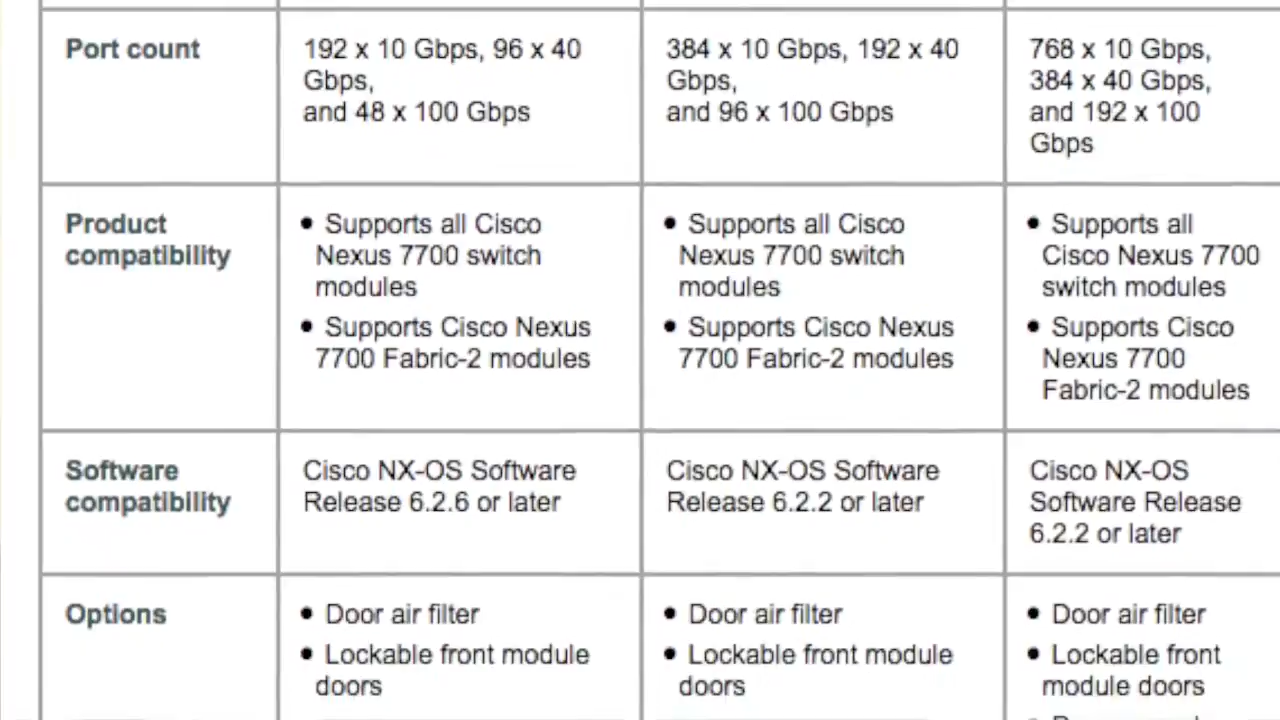 Port count
192 x 10 Gbps, 96 x 40
Gbps,
and 48 x 100 Gbps
384 x 10 Gbps, 192 x 40
Gbps,
and 96 x 100 Gbps
768 x 10 Gbps,
384 x 40 Gbps,
and 192 x 100
Gbps
Product
compatibility
• Supports all Cisco
Nexus 7700 switch
modules
• Supports Cisco Nexus
7700 Fabric-2 modules
• Supports all Cisco
Nexus 7700 switch
modules
• Supports Cisco Nexus
7700 Fabric-2 modules
• Supports all
Cisco Nexus 7700
switch modules
• Supports Cisco
Nexus 7700
Fabric-2 modules
Software
compatibility
Cisco NX-OS Software
Release 6.2.6 or later
Cisco NX-OS Software
Release 6.2.2 or later
Cisco NX-OS
Software Release
6.2.2 or later
Options
• Door air filter
• Lockable front module
doors
• Door air filter
• Lockable front module
doors
• Door air filter
• Lockable front
module doors